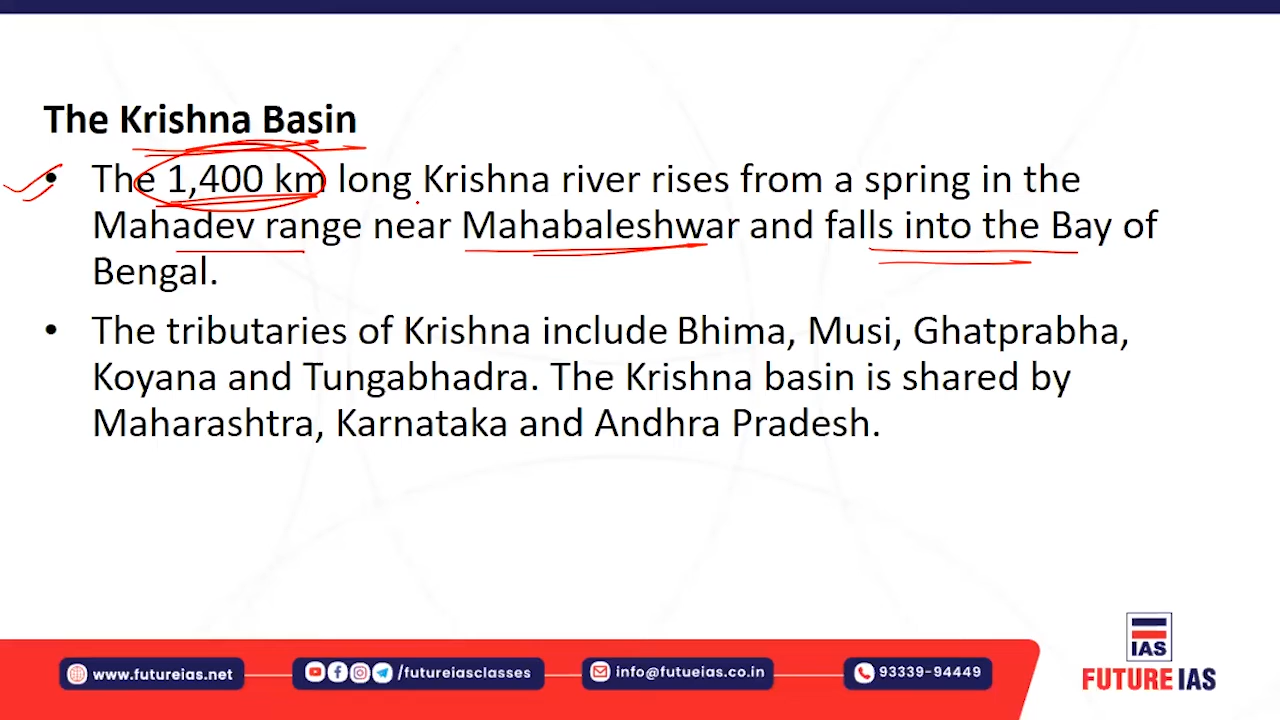 The Krishna Basin
• The 1,400 km long Krishna river rises from a spring in the
Mahadev range near Mahabaleshwar and falls into the Bay of
Bengal.
• The tributaries of Krishna include Bhima, Musi, Ghatprabha,
Koyana and Tungabhadra. The Krishna basin is shared by
Maharashtra, Karnataka and Andhra Pradesh.
IAS
FUTURE IAS
www.futureias.net
/futureiasclasses
info@futueias.co.in
93339-94449